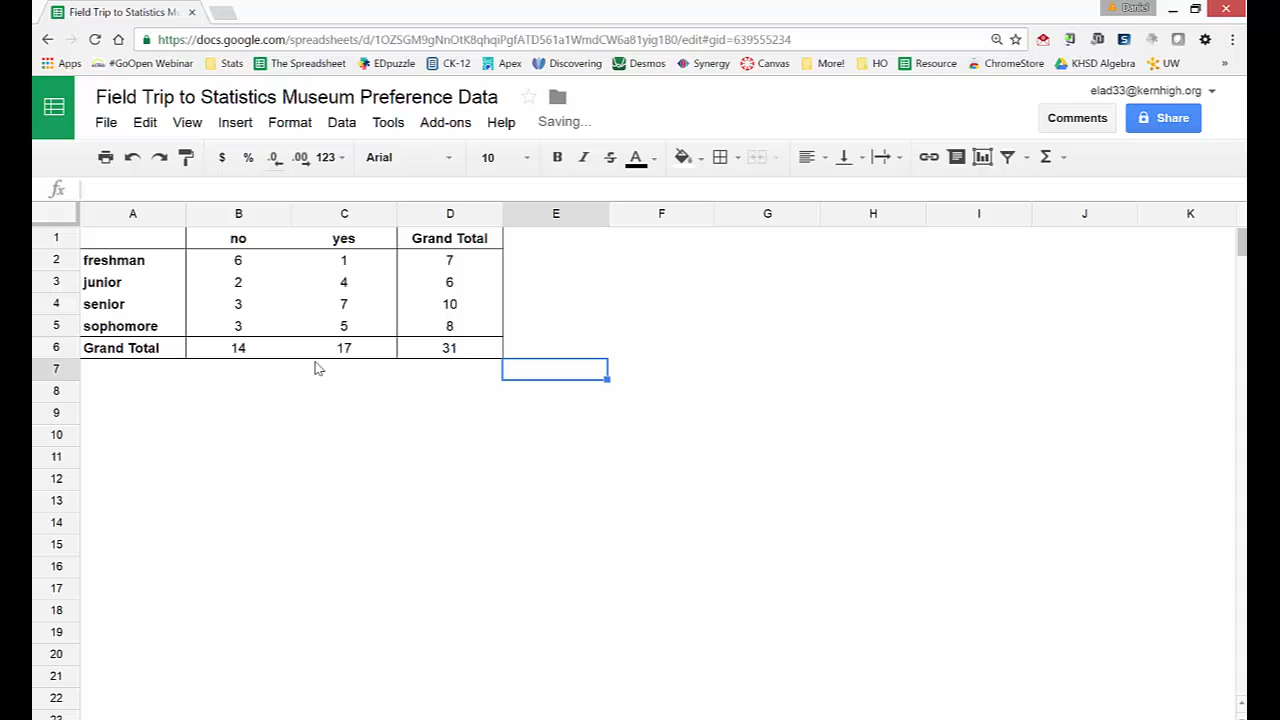 Field Trip to Statistics Mu
Daniel
https://docs.google.com/spreadsheets/d/1OZSGM9gNnOtK8qhqiPgfATD561a1WmdCW6a81yig1B0/edit#gid=639555234
Apps #GoOpen Webinar Stats The Spreadsheet EDpuzzle CK-12 Apex Discovering Desmos Synergy Canvas More! HO Resource ChromeStore KHSD Algebra UW »
Field Trip to Statistics Museum Preference Data
elad33@kernhigh.org
File Edit View Insert Format Data Tools Add-ons Help Saving...
Comments Share
$ % .0 .00 123 Arial 10 B I S A Σ
fx
A B C D E F G H I J K
1 no yes Grand Total
2 freshman 6 1 7
3 junior 2 4 6
4 senior 3 7 10
5 sophomore 3 5 8
6 Grand Total 14 17 31
7
8
9
10
11
12
13
14
15
16
17
18
19
20
21
22
23